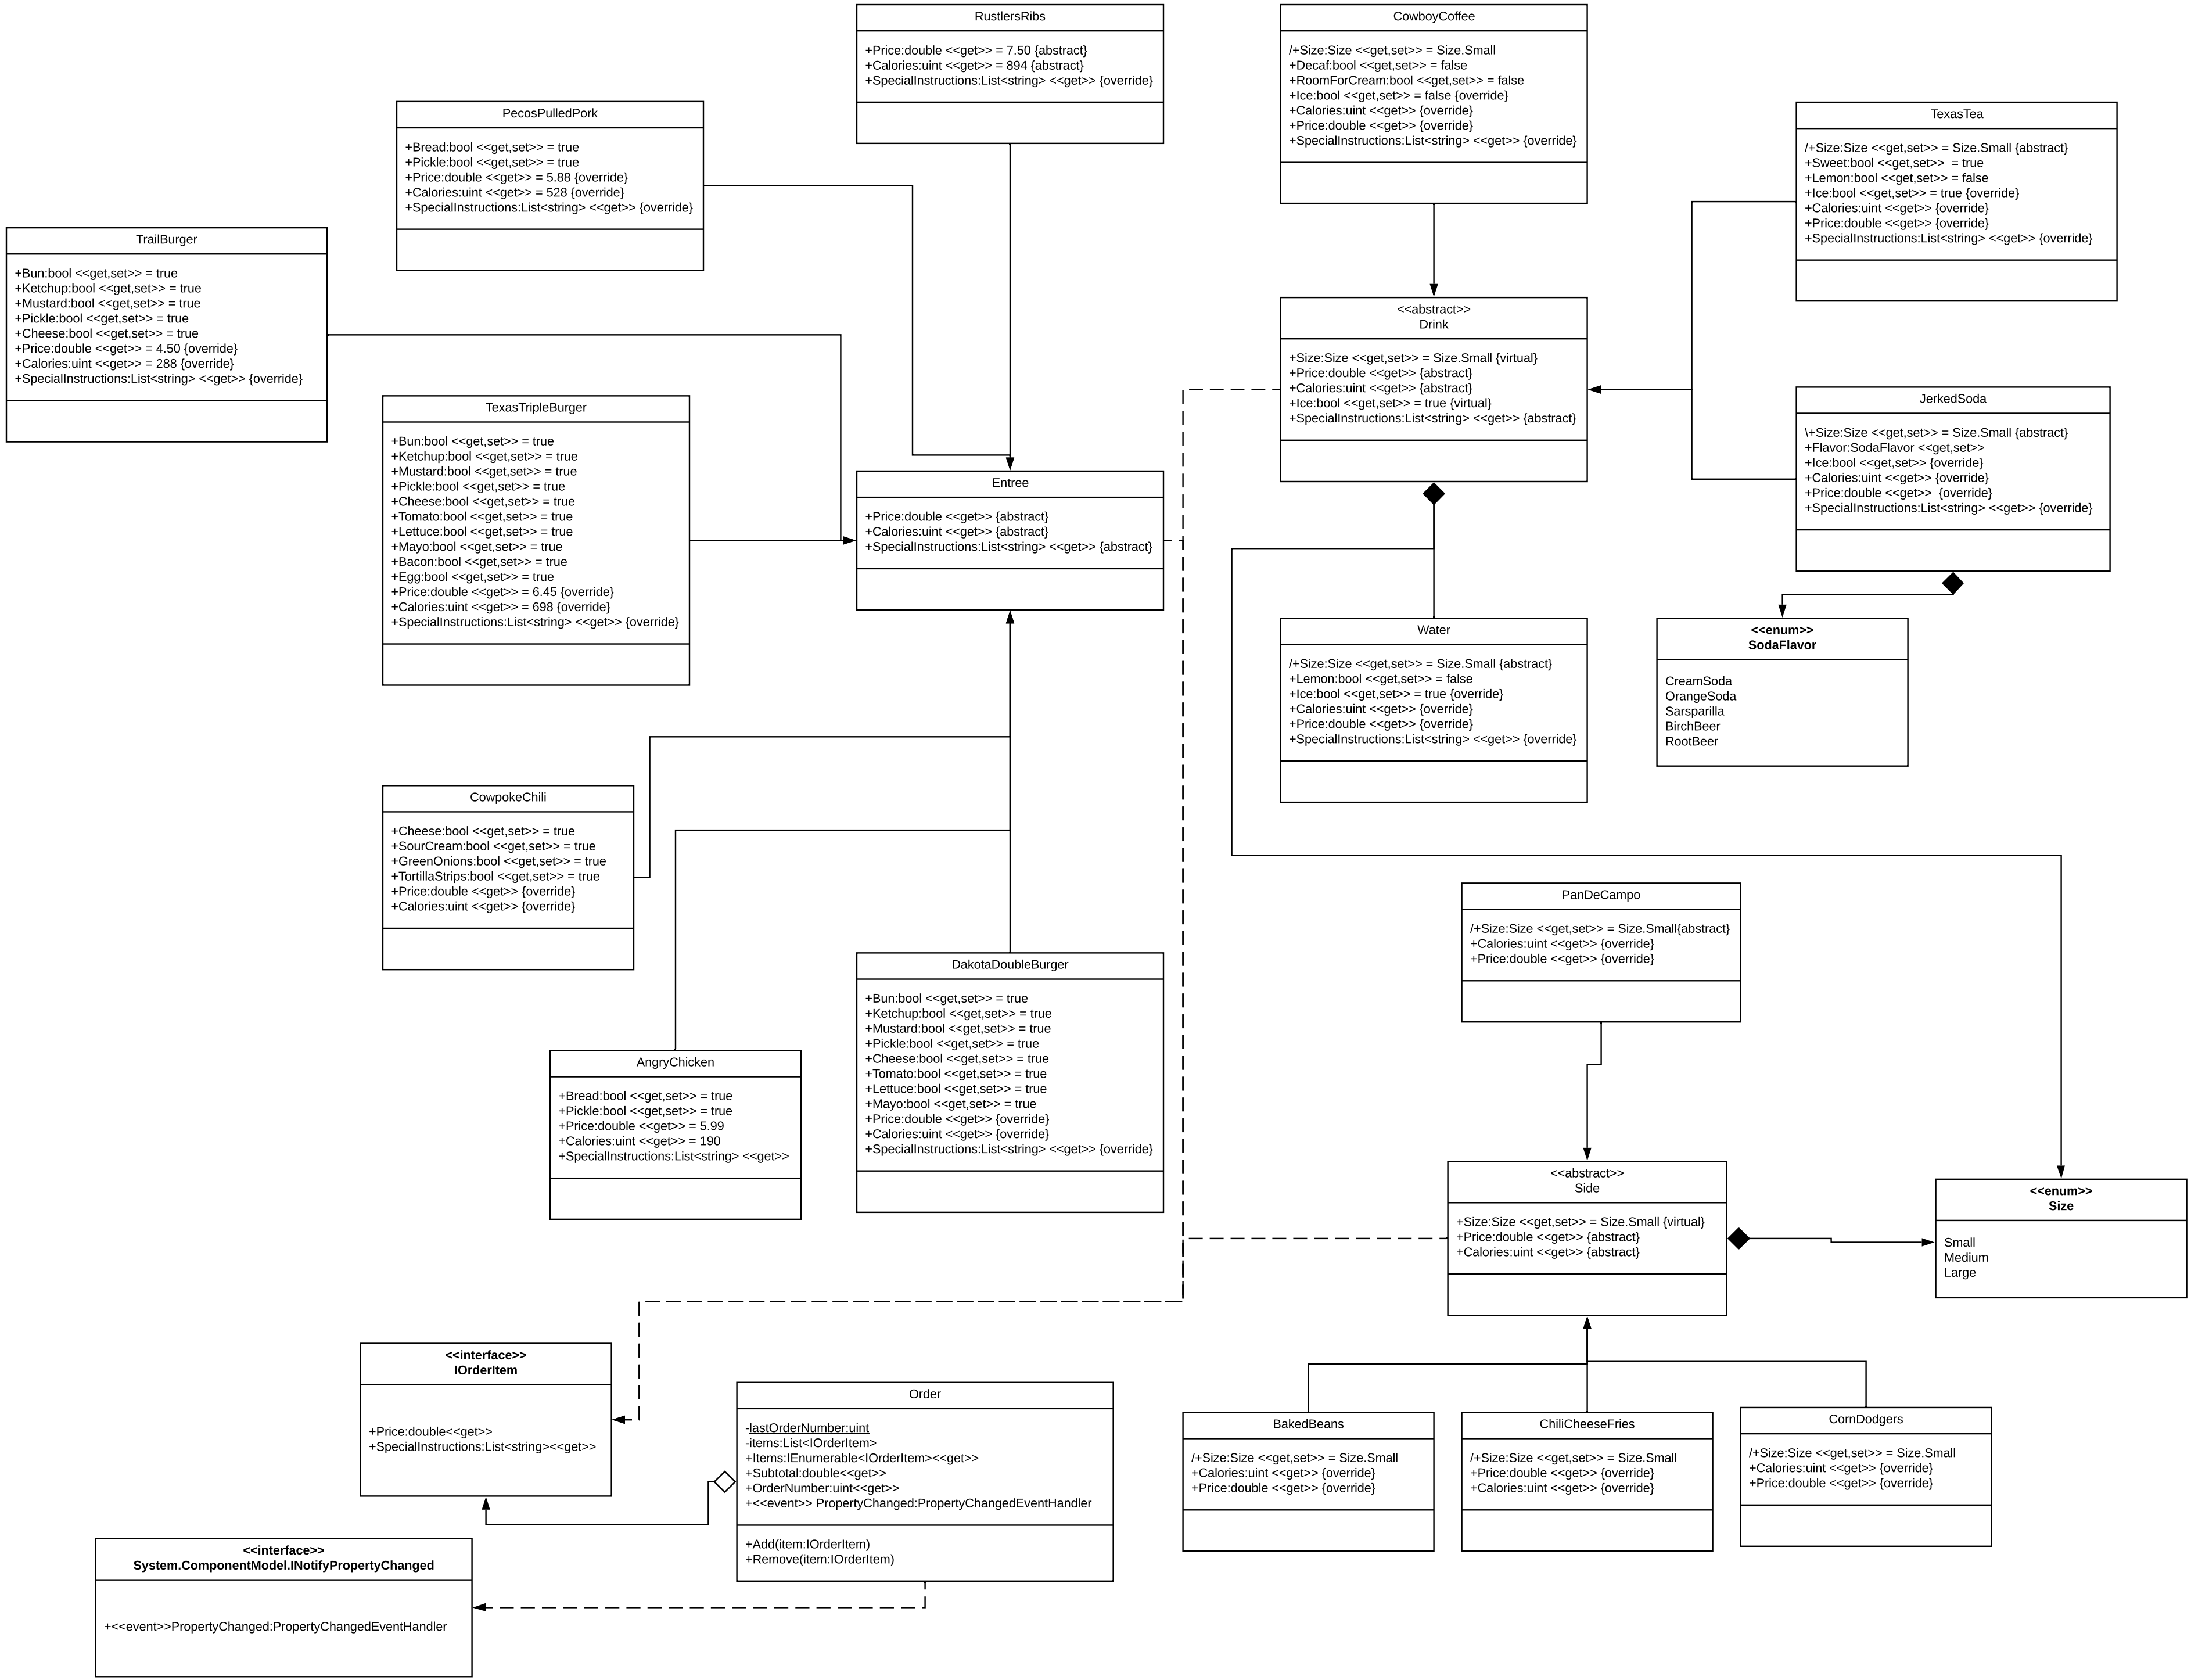 RustlersRibs
+Price:double <<get>> = 7.50 {abstract}
+Calories:uint <<get>> = 894 {abstract}
+SpecialInstructions:List<string> <<get>> {override}
CowboyCoffee
/+Size:Size <<get,set>> = Size.Small
+Decaf:bool <<get,set>> = false
+RoomForCream:bool <<get,set>> = false
+Ice:bool <<get,set>> = false {override}
+Calories:uint <<get>> {override}
+Price:double <<get>> {override}
+SpecialInstructions:List<string> <<get>> {override}
PecosPulledPork
+Bread:bool <<get,set>> = true
+Pickle:bool <<get,set>> = true
+Price:double <<get>> = 5.88 {override}
+Calories:uint <<get>> = 528 {override}
+SpecialInstructions:List<string> <<get>> {override}
TexasTea
/+Size:Size <<get,set>> = Size.Small {abstract}
+Sweet:bool <<get,set>>  = true
+Lemon:bool <<get,set>> = false
+Ice:bool <<get,set>> = true {override}
+Calories:uint <<get>> {override}
+Price:double <<get>> {override}
+SpecialInstructions:List<string> <<get>> {override}
TrailBurger
+Bun:bool <<get,set>> = true
+Ketchup:bool <<get,set>> = true
+Mustard:bool <<get,set>> = true
+Pickle:bool <<get,set>> = true
+Cheese:bool <<get,set>> = true
+Price:double <<get>> = 4.50 {override}
+Calories:uint <<get>> = 288 {override}
+SpecialInstructions:List<string> <<get>> {override}
<<abstract>>
Drink
+Size:Size <<get,set>> = Size.Small {virtual}
+Price:double <<get>> {abstract}
+Calories:uint <<get>> {abstract}
+Ice:bool <<get,set>> = true {virtual}
+SpecialInstructions:List<string> <<get>> {abstract}
JerkedSoda
\+Size:Size <<get,set>> = Size.Small {abstract}
+Flavor:SodaFlavor <<get,set>>
+Ice:bool <<get,set>> {override}
+Calories:uint <<get>> {override}
+Price:double <<get>>  {override}
+SpecialInstructions:List<string> <<get>> {override}
TexasTripleBurger
+Bun:bool <<get,set>> = true
+Ketchup:bool <<get,set>> = true
+Mustard:bool <<get,set>> = true
+Pickle:bool <<get,set>> = true
+Cheese:bool <<get,set>> = true
+Tomato:bool <<get,set>> = true
+Lettuce:bool <<get,set>> = true
+Mayo:bool <<get,set>> = true
+Bacon:bool <<get,set>> = true
+Egg:bool <<get,set>> = true
+Price:double <<get>> = 6.45 {override}
+Calories:uint <<get>> = 698 {override}
+SpecialInstructions:List<string> <<get>> {override}
Entree
+Price:double <<get>> {abstract}
+Calories:uint <<get>> {abstract}
+SpecialInstructions:List<string> <<get>> {abstract}
Water
/+Size:Size <<get,set>> = Size.Small {abstract}
+Lemon:bool <<get,set>> = false
+Ice:bool <<get,set>> = true {override}
+Calories:uint <<get>> {override}
+Price:double <<get>> {override}
+SpecialInstructions:List<string> <<get>> {override}
<<enum>>
SodaFlavor
CreamSoda
OrangeSoda
Sarsparilla
BirchBeer
RootBeer
CowpokeChili
+Cheese:bool <<get,set>> = true
+SourCream:bool <<get,set>> = true
+GreenOnions:bool <<get,set>> = true
+TortillaStrips:bool <<get,set>> = true
+Price:double <<get>> {override}
+Calories:uint <<get>> {override}
PanDeCampo
/+Size:Size <<get,set>> = Size.Small{abstract}
+Calories:uint <<get>> {override}
+Price:double <<get>> {override}
DakotaDoubleBurger
+Bun:bool <<get,set>> = true
+Ketchup:bool <<get,set>> = true
+Mustard:bool <<get,set>> = true
+Pickle:bool <<get,set>> = true
+Cheese:bool <<get,set>> = true
+Tomato:bool <<get,set>> = true
+Lettuce:bool <<get,set>> = true
+Mayo:bool <<get,set>> = true
+Price:double <<get>> {override}
+Calories:uint <<get>> {override}
+SpecialInstructions:List<string> <<get>> {override}
AngryChicken
+Bread:bool <<get,set>> = true
+Pickle:bool <<get,set>> = true
+Price:double <<get>> = 5.99
+Calories:uint <<get>> = 190
+SpecialInstructions:List<string> <<get>>
<<abstract>>
Side
+Size:Size <<get,set>> = Size.Small {virtual}
+Price:double <<get>> {abstract}
+Calories:uint <<get>> {abstract}
<<enum>>
Size
Small
Medium
Large
<<interface>>
IOrderItem
+Price:double<<get>>
+SpecialInstructions:List<string><<get>>
Order
-lastOrderNumber:uint
-items:List<IOrderItem>
+Items:IEnumerable<IOrderItem><<get>>
+Subtotal:double<<get>>
+OrderNumber:uint<<get>>
+<<event>> PropertyChanged:PropertyChangedEventHandler
+Add(item:IOrderItem)
+Remove(item:IOrderItem)
BakedBeans
/+Size:Size <<get,set>> = Size.Small
+Calories:uint <<get>> {override}
+Price:double <<get>> {override}
ChiliCheeseFries
/+Size:Size <<get,set>> = Size.Small
+Price:double <<get>> {override}
+Calories:uint <<get>> {override}
CornDodgers
/+Size:Size <<get,set>> = Size.Small
+Calories:uint <<get>> {override}
+Price:double <<get>> {override}
<<interface>>
System.ComponentModel.INotifyPropertyChanged
+<<event>>PropertyChanged:PropertyChangedEventHandler